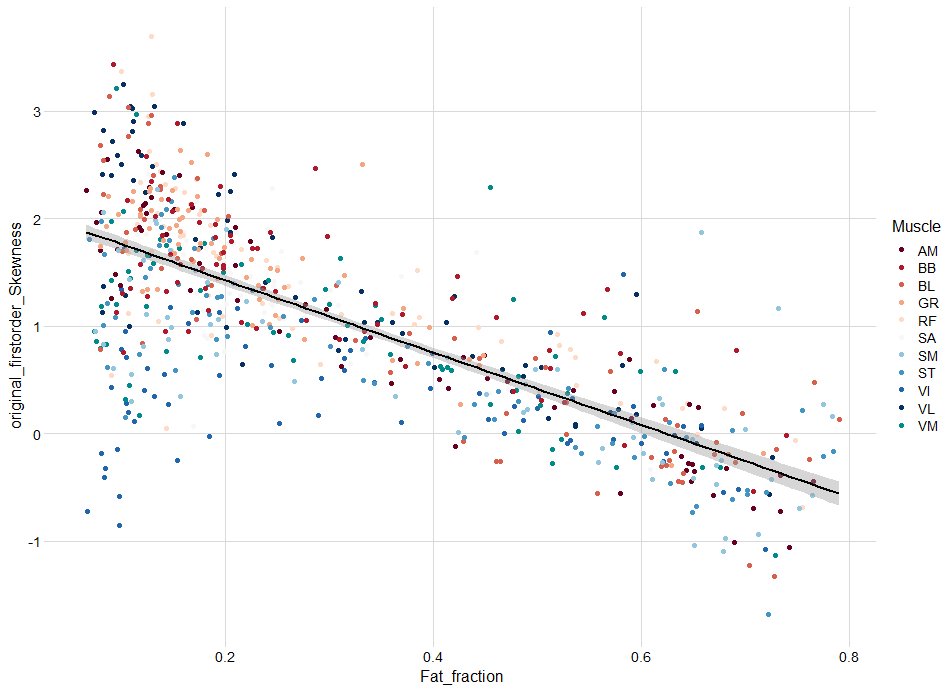 original_firstorder_Skewness
3
2
1
0
-1
0.2
0.4
0.6
0.8
Fat_fraction
Muscle
AM
BB
BL
GR
RF
SA
SM
ST
VI
VL
VM